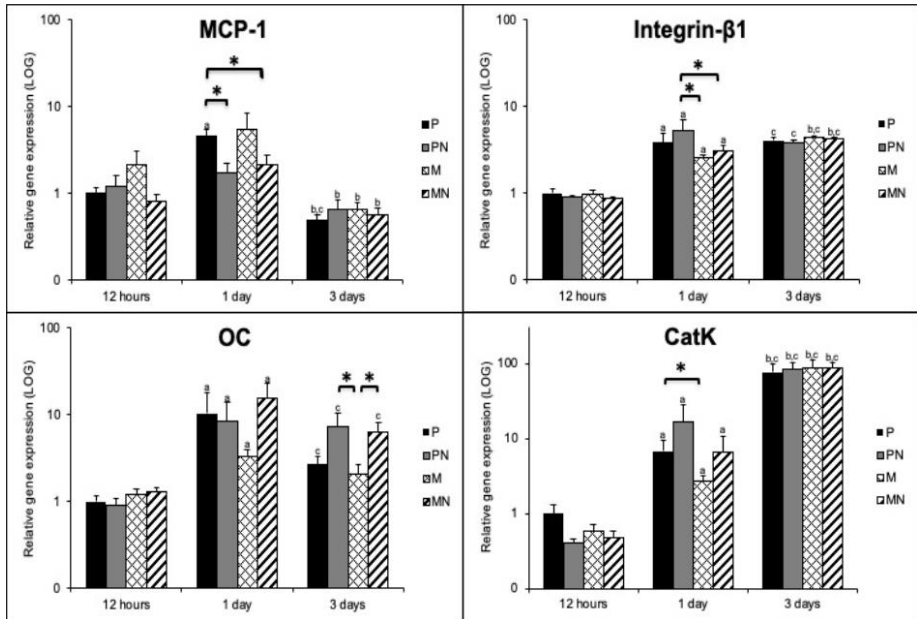 MCP-1
Relative gene expression (LOG)
100
10
1
0
*
*
a
b,c
b
b
b
12 hours
1 day
3 days
P
PN
M
MN
Integrin-β1
Relative gene expression (LOG)
100
10
1
0
*
*
a
a
a
a
c
c
b,c
b,c
12 hours
1 day
3 days
P
PN
M
MN
OC
Relative gene expression (LOG)
100
10
1
0
*
*
a
a
a
a
c
c
c
c
12 hours
1 day
3 days
P
PN
M
MN
CatK
Relative gene expression (LOG)
100
10
1
0
*
a
a
a
a
b,c
b,c
b,c
b,c
12 hours
1 day
3 days
P
PN
M
MN